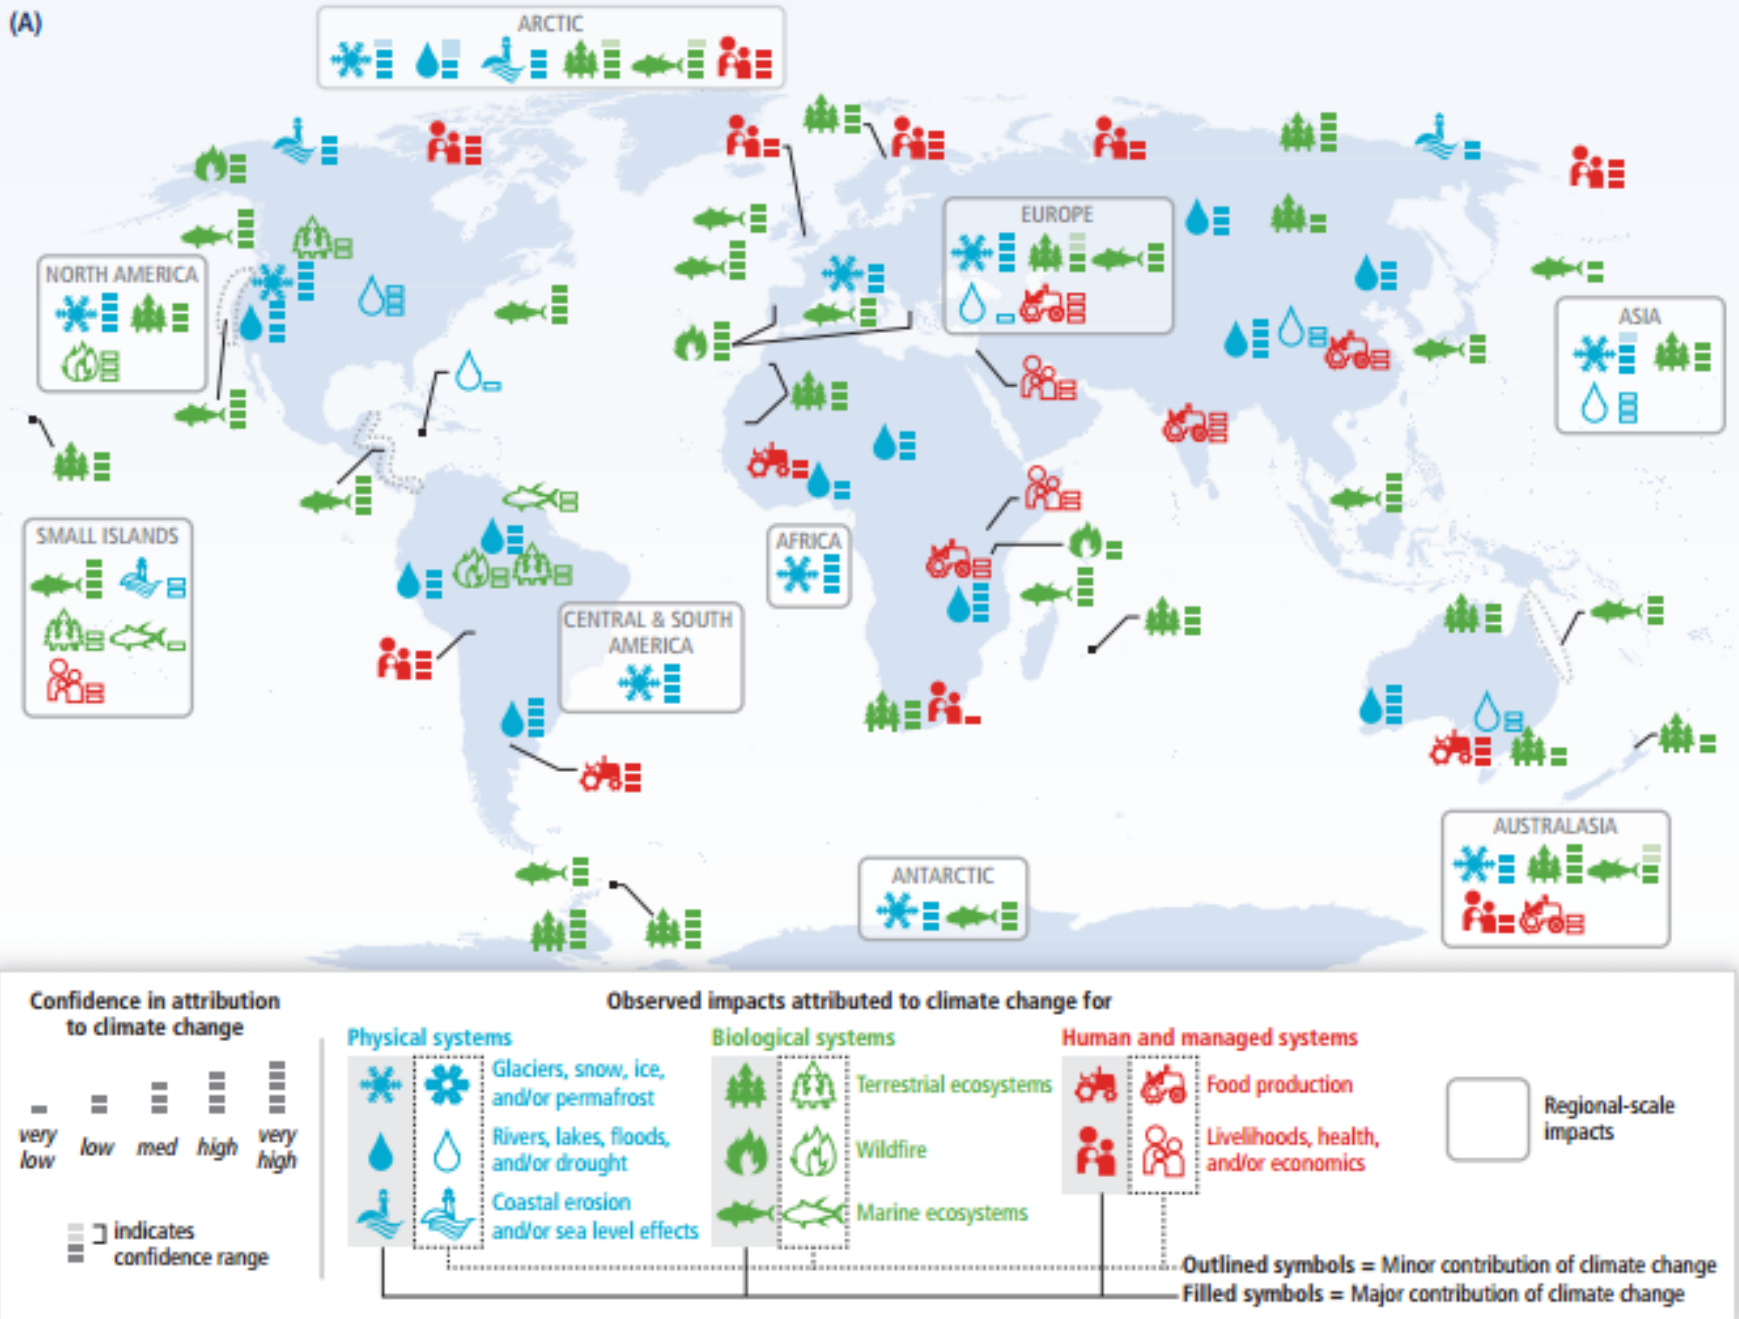 (A)
ARCTIC
EUROPE
NORTH AMERICA
ASIA
SMALL ISLANDS
AFRICA
CENTRAL & SOUTH
AMERICA
AUSTRALASIA
ANTARCTIC
Confidence in attribution
to climate change
very
low
low
med
high
very
high
indicates
confidence range
Observed impacts attributed to climate change for
Physical systems
Glaciers, snow, ice,
and/or permafrost
Rivers, lakes, floods,
and/or drought
Coastal erosion
and/or sea level effects
Biological systems
Terrestrial ecosystems
Wildfire
Marine ecosystems
Human and managed systems
Food production
Livelihoods, health,
and/or economics
Regional-scale
impacts
Outlined symbols = Minor contribution of climate change
Filled symbols = Major contribution of climate change